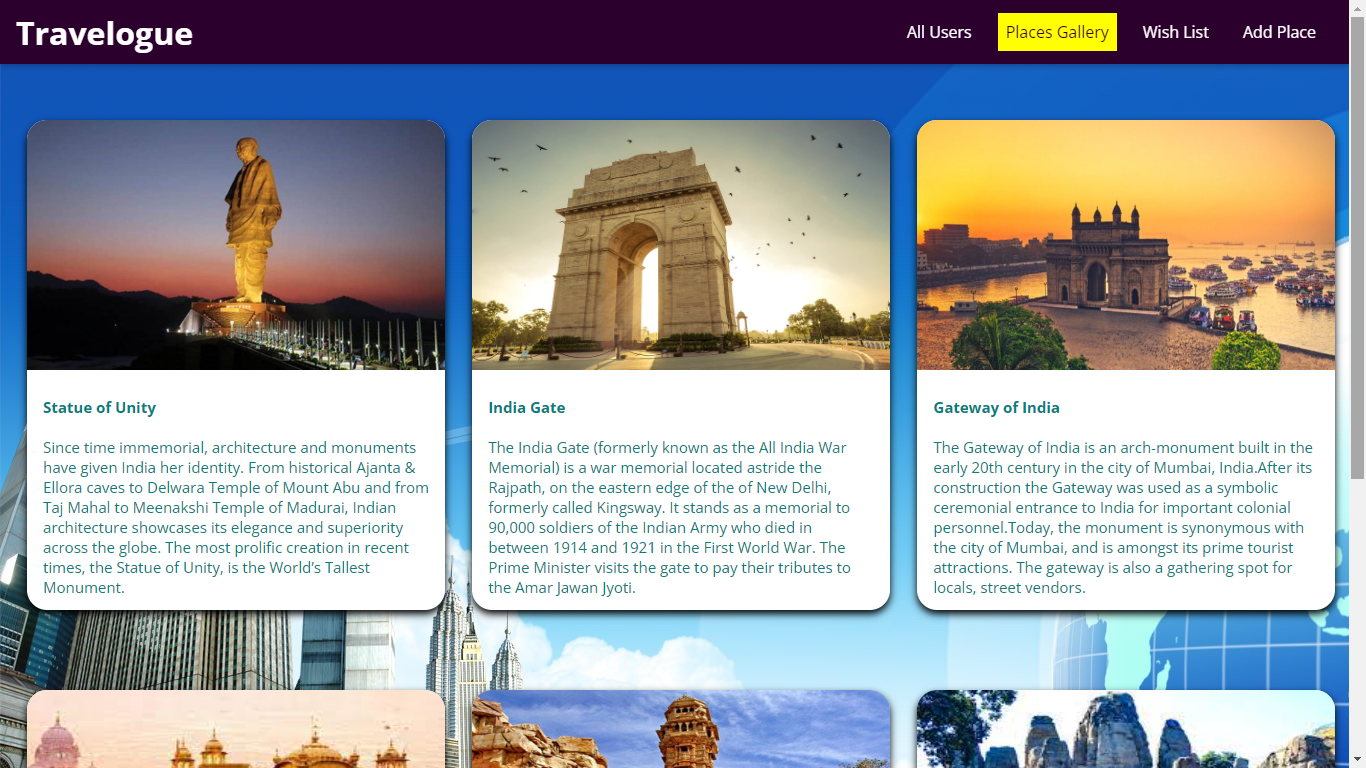 Travelogue
All Users
Places Gallery
Wish List
Add Place
Statue of Unity
Since time immemorial, architecture and monuments
have given India her identity. From historical Ajanta &
Ellora caves to Delwara Temple of Mount Abu and from
Taj Mahal to Meenakshi Temple of Madurai, Indian
architecture showcases its elegance and superiority
across the globe. The most prolific creation in recent
times, the Statue of Unity, is the World’s Tallest
Monument.
India Gate
The India Gate (formerly known as the All India War
Memorial) is a war memorial located astride the
Rajpath, on the eastern edge of the of New Delhi,
formerly called Kingsway. It stands as a memorial to
90,000 soldiers of the Indian Army who died in
between 1914 and 1921 in the First World War. The
Prime Minister visits the gate to pay their tributes to
the Amar Jawan Jyoti.
Gateway of India
The Gateway of India is an arch-monument built in the
early 20th century in the city of Mumbai, India.After its
construction the Gateway was used as a symbolic
ceremonial entrance to India for important colonial
personnel.Today, the monument is synonymous with
the city of Mumbai, and is amongst its prime tourist
attractions. The gateway is also a gathering spot for
locals, street vendors.